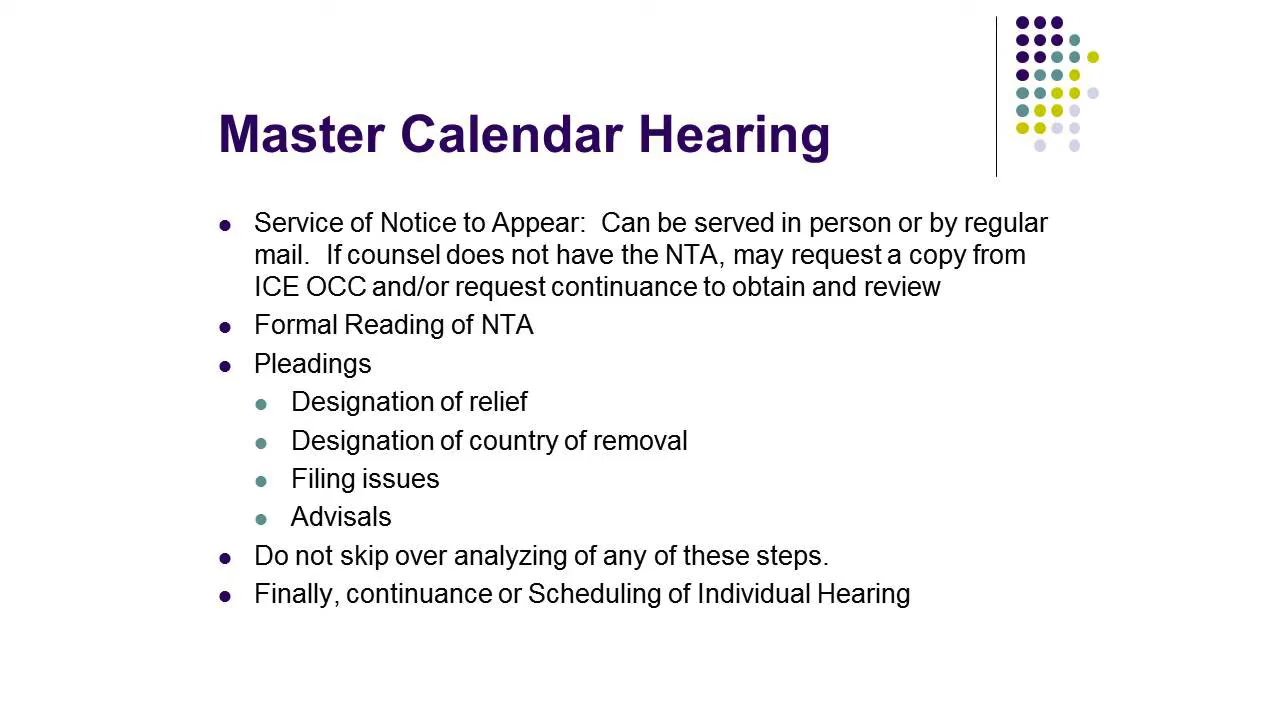 Master Calendar Hearing
Service of Notice to Appear:  Can be served in person or by regular
mail.  If counsel does not have the NTA, may request a copy from
ICE OCC and/or request continuance to obtain and review
Formal Reading of NTA
Pleadings
Designation of relief
Designation of country of removal
Filing issues
Advisals
Do not skip over analyzing of any of these steps.
Finally, continuance or Scheduling of Individual Hearing